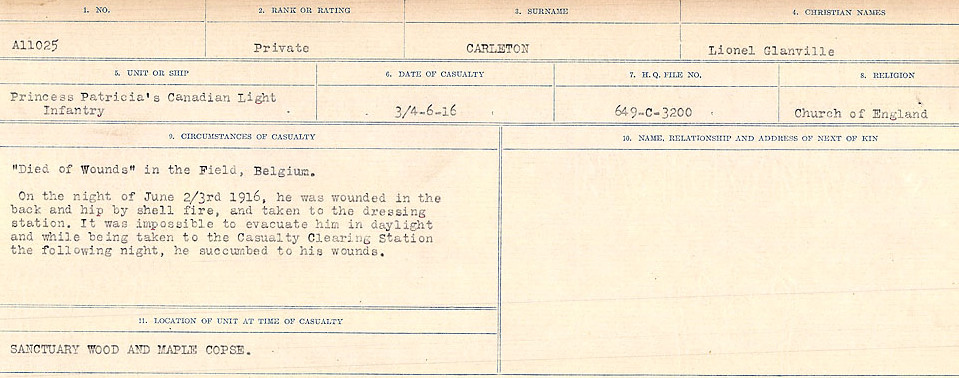 1. NO. 2. RANK OR RATING 3. SURNAME 4. CHRISTIAN NAMES
A11025 Private CARLETON Lionel Glanville
5. UNIT OR SHIP 6. DATE OF CASUALTY 7. H. Q. FILE NO. 8. RELIGION
Princess Patricia's Canadian Light
Infantry 3/4-6-16 649-C-3200 Church of England
9. CIRCUMSTANCES OF CASUALTY
"Died of Wounds" in the Field, Belgium.
On the night of June 2/3rd 1916, he was wounded in the
back and hip by shell fire, and taken to the dressing
station. It was impossible to evacuate him in daylight
and while being taken to the Casualty Clearing Station
the following night, he succumbed to his wounds.
10. NAME, RELATIONSHIP AND ADDRESS OF NEXT OF KIN
11. LOCATION OF UNIT AT TIME OF CASUALTY
SANCTUARY WOOD AND MAPLE COPSE.